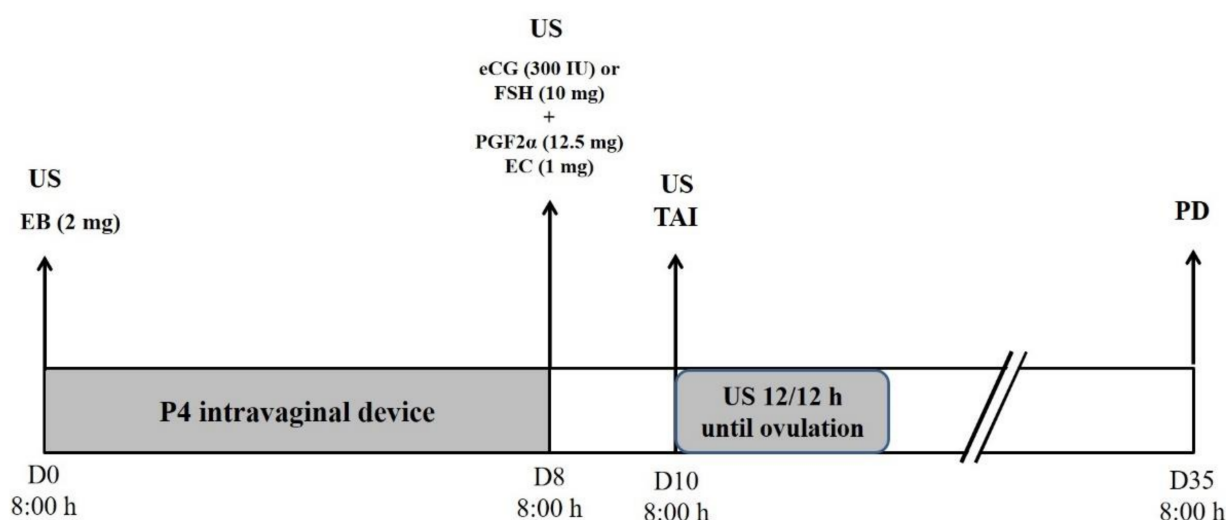 US
eCG (300 IU) or
FSH (10 mg)
+
PGF2α (12.5 mg)
EC (1 mg)
US
EB (2 mg)
US
TAI
PD
P4 intravaginal device
US 12/12 h
until ovulation
D0
8:00 h
D8
8:00 h
D10
8:00 h
D35
8:00 h